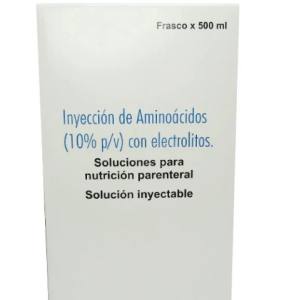 Frasco x 500 ml
Inyección de Aminoácidos
(10% p/v) con electrolitos.
Soluciones para
nutrición parenteral
Solución inyectable